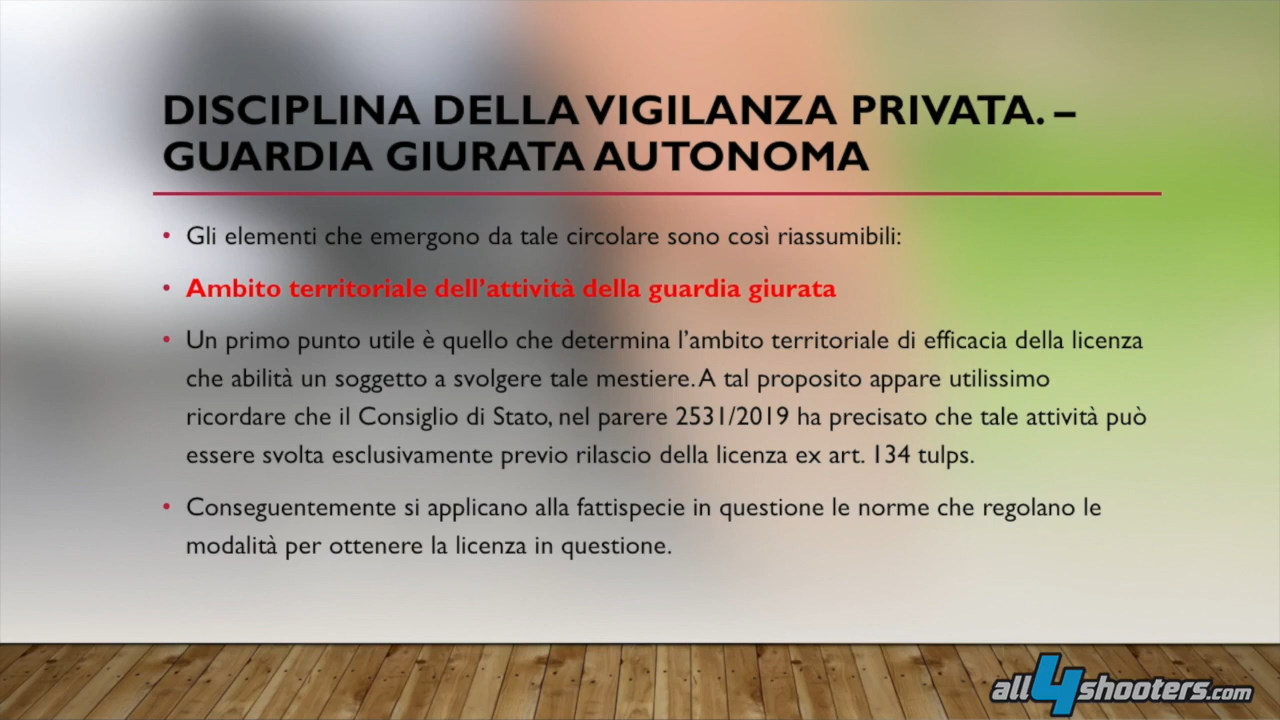 DISCIPLINA DELLA VIGILANZA PRIVATA. –
GUARDIA GIURATA AUTONOMA
• Gli elementi che emergono da tale circolare sono così riassumibili:
• Ambito territoriale dell'attività della guardia giurata
• Un primo punto utile è quello che determina l'ambito territoriale di efficacia della licenza
che abilità un soggetto a svolgere tale mestiere. A tal proposito appare utilissimo
ricordare che il Consiglio di Stato, nel parere 2531/2019 ha precisato che tale attività può
essere svolta esclusivamente previo rilascio della licenza ex art. 134 tulps.
• Conseguentemente si applicano alla fattispecie in questione le norme che regolano le
modalità per ottenere la licenza in questione.
all4shooters.com